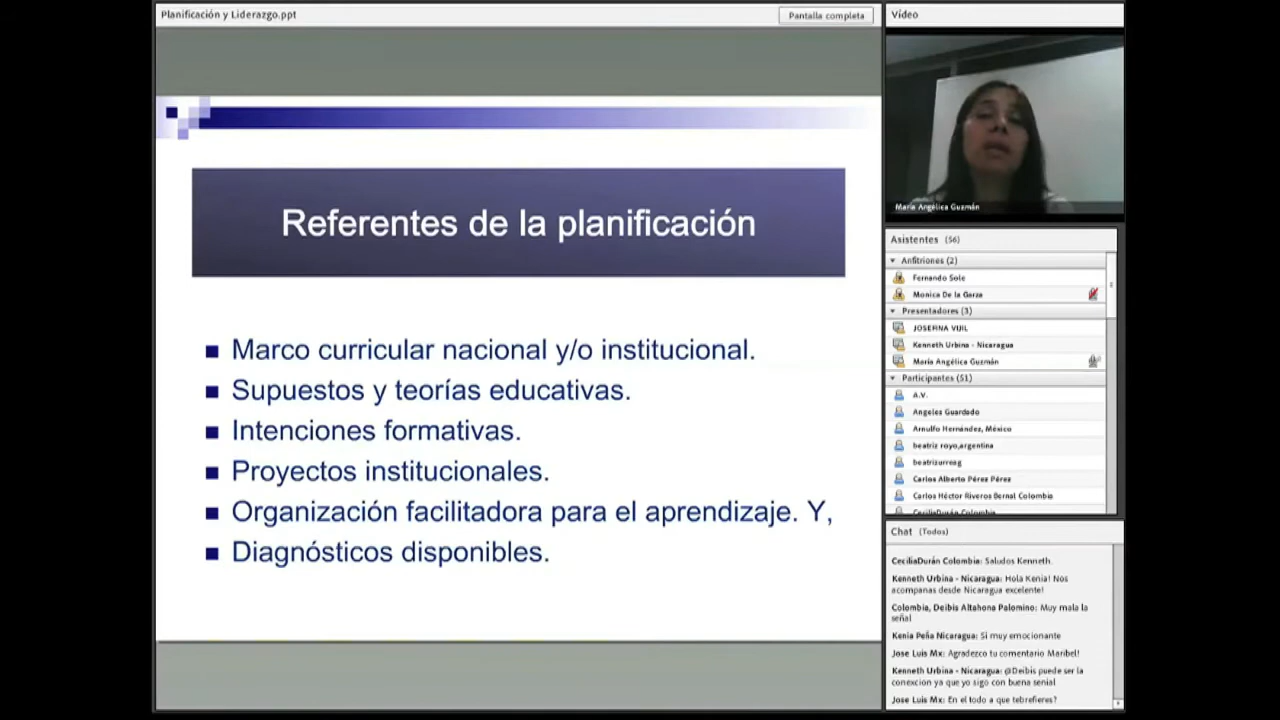 Planificación y Liderazgo.ppt
Pantalla completa
Referentes de la planificación
Marco curricular nacional y/o institucional.
Supuestos y teorías educativas.
Intenciones formativas.
Proyectos institucionales.
Organización facilitadora para el aprendizaje. Y,
Diagnósticos disponibles.
Vídeo
María Angélica Guzmán
Asistentes (56)
Anfitriones (2)
Fernando Sole
Monica De la Garza
Presentadores (3)
JOSEFINA VIJIL
Kenneth Urbina - Nicaragua
María Angélica Guzmán
Participantes (51)
A.V.
Angeles Guardado
Arnulfo Hernández, México
beatriz royo,argentina
beatrizurreag
Carlos Alberto Pérez Pérez
Carlos Héctor Riveros Bernal Colombia
CeciliaDurán Colombia
Chat (Todos)
CeciliaDurán Colombia: Saludos Kenneth.
Kenneth Urbina - Nicaragua: Hola Kenia! Nos
acompanas desde Nicaragua excelente!
Colombia, Deibis Altahona Palomino: Muy mala la
señal
Kenia Peña Nicaragua: Si muy emocionante
Jose Luis Mx: Agradezco tu comentario Maribel!
Kenneth Urbina - Nicaragua: @Deibis puede ser la
conexcion ya que yo sigo con buena senial
Jose Luis Mx: En el todo a que tebrefieres?